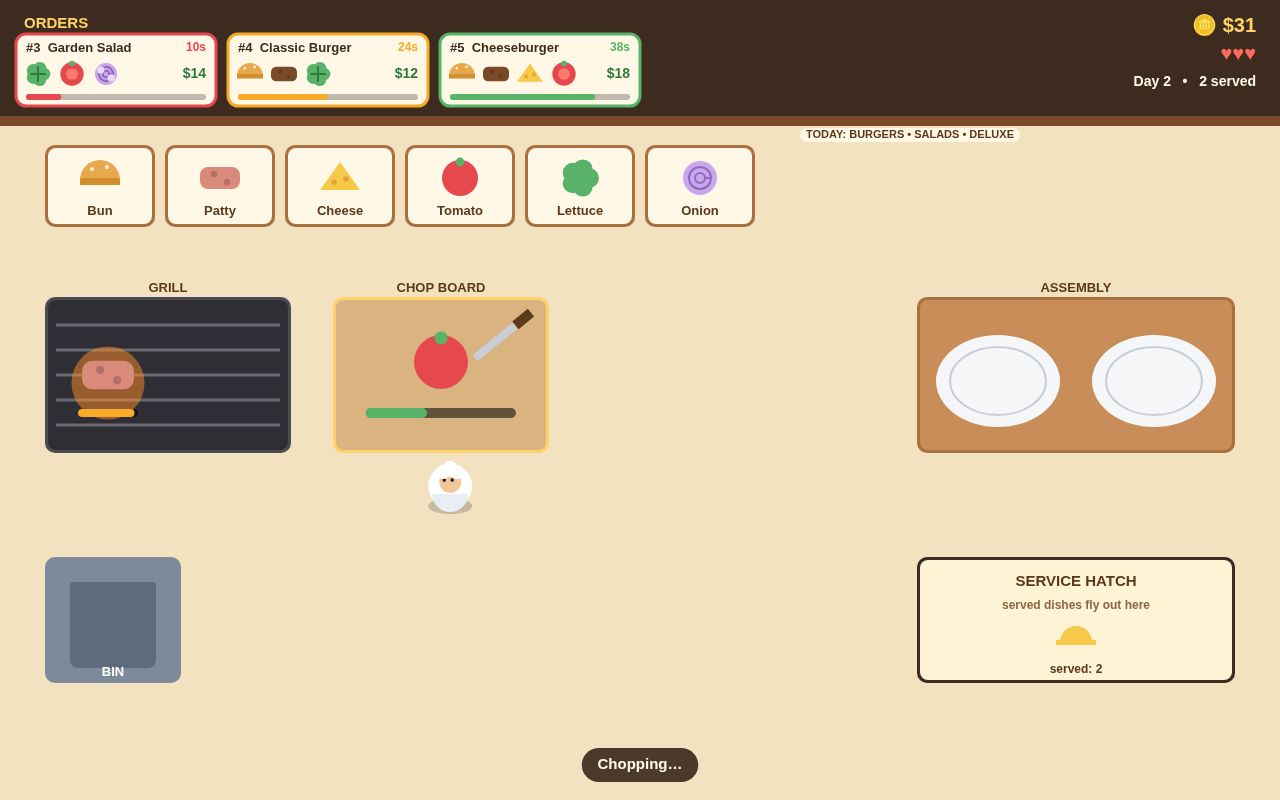 ORDERS
#3 Garden Salad 10s
$14
#4 Classic Burger 24s
$12
#5 Cheeseburger 38s
$18
$31
Day 2 • 2 served
TODAY: BURGERS • SALADS • DELUXE
Bun
Patty
Cheese
Tomato
Lettuce
Onion
GRILL
CHOP BOARD
ASSEMBLY
BIN
SERVICE HATCH
served dishes fly out here
served: 2
Chopping...